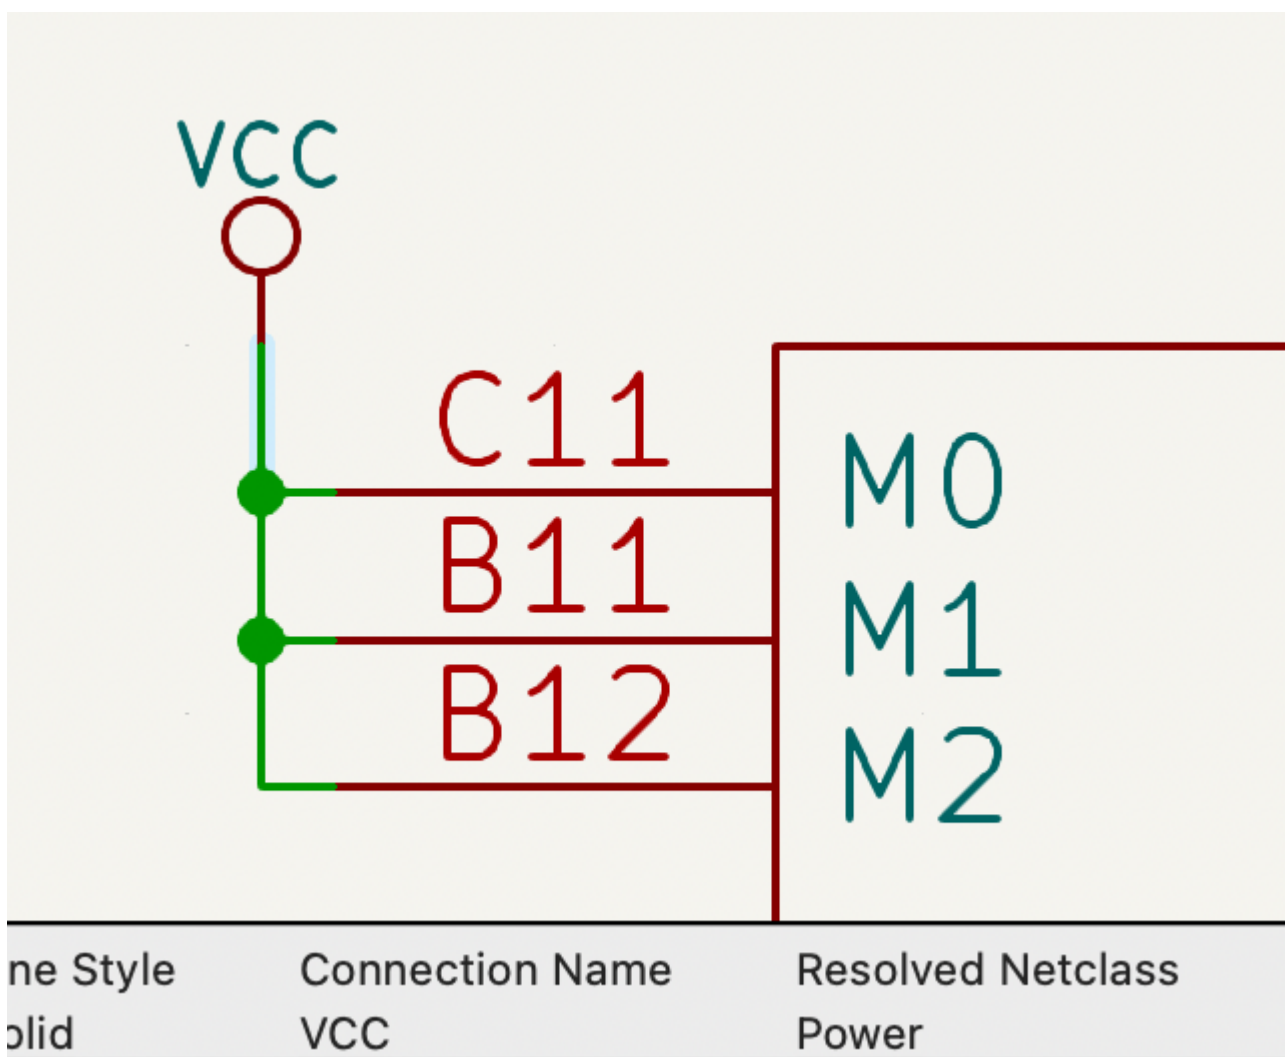 VCC
C11
M0
B11
M1
B12
M2
ne Style Connection Name Resolved Netclass
olid VCC Power